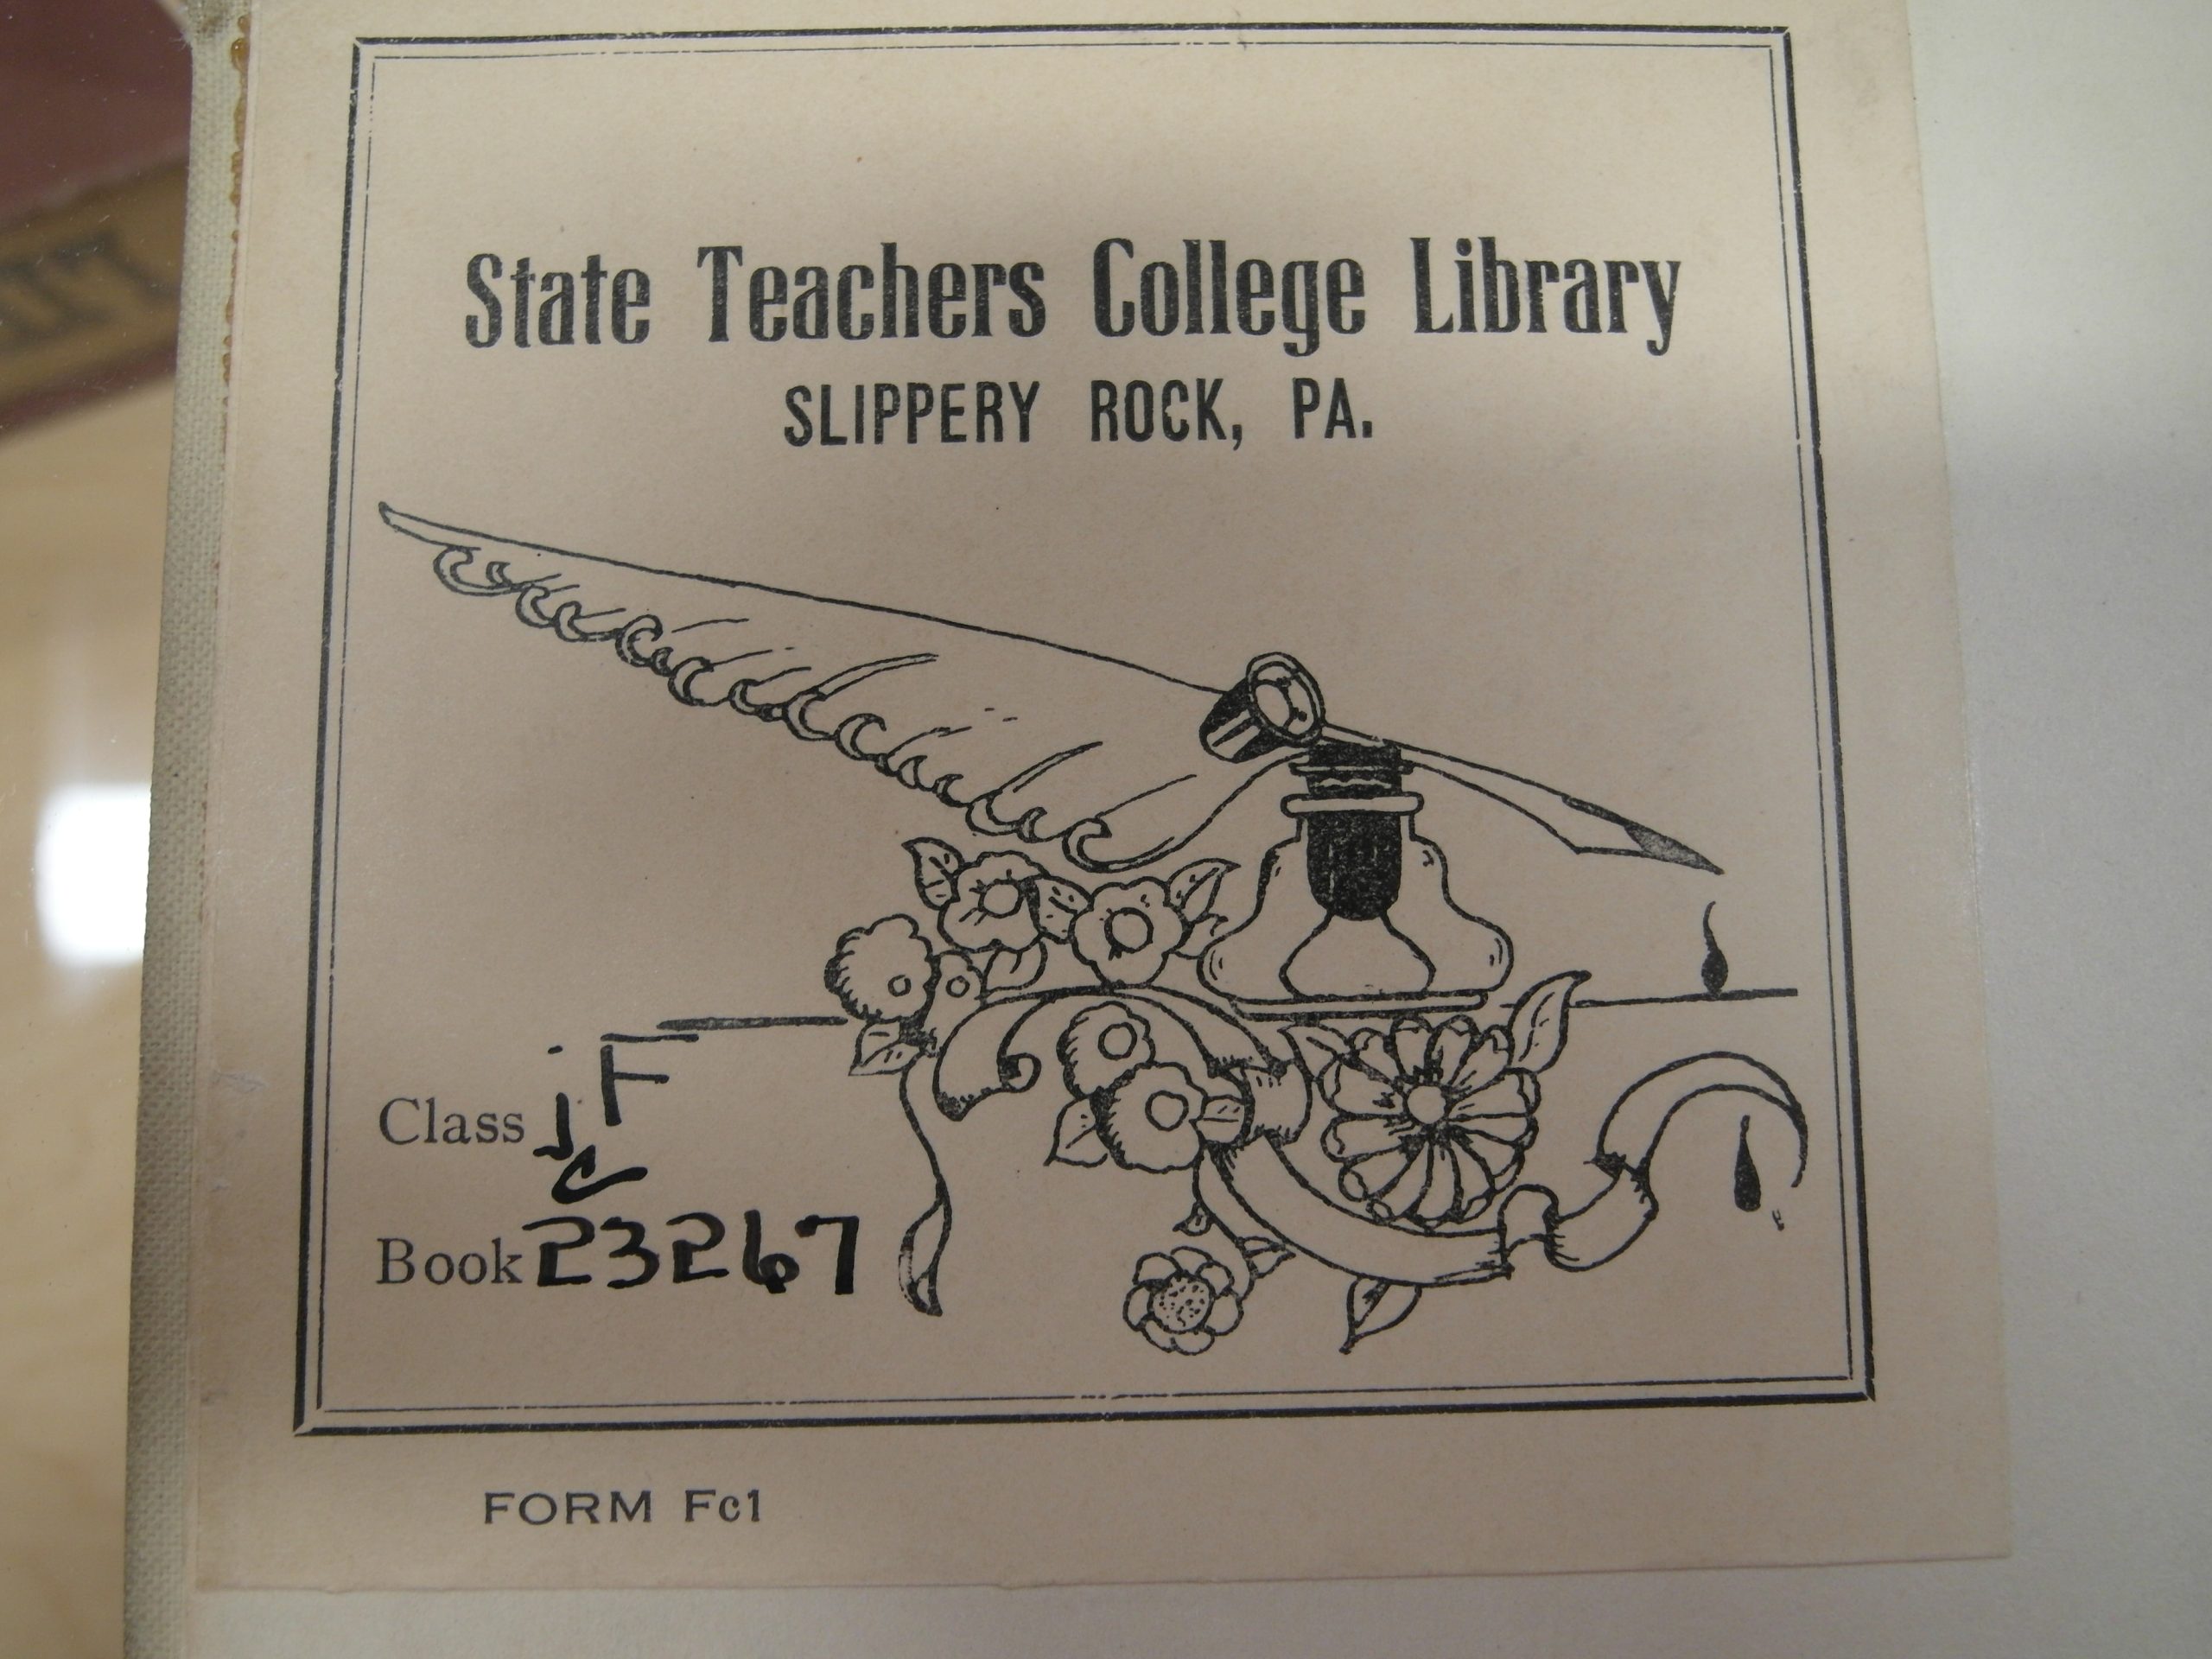 State Teachers College Library
SLIPPERY ROCK, PA.
Class jF
C
Book 23267
FORM Fc1